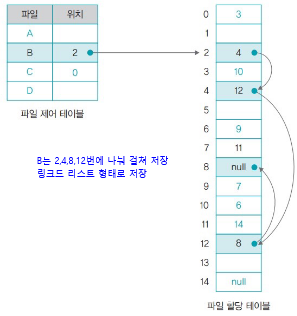 파일 위치
A
B 2
C 0
D
파일 제어 테이블
B는 2,4,8,12번에 나눠 걸쳐 저장
링크드 리스트 형태로 저장
0 3
1
2 4
3 10
4 12
5
6 9
7 11
8 null
9 7
10 6
11 14
12 8
13
14 null
파일 할당 테이블